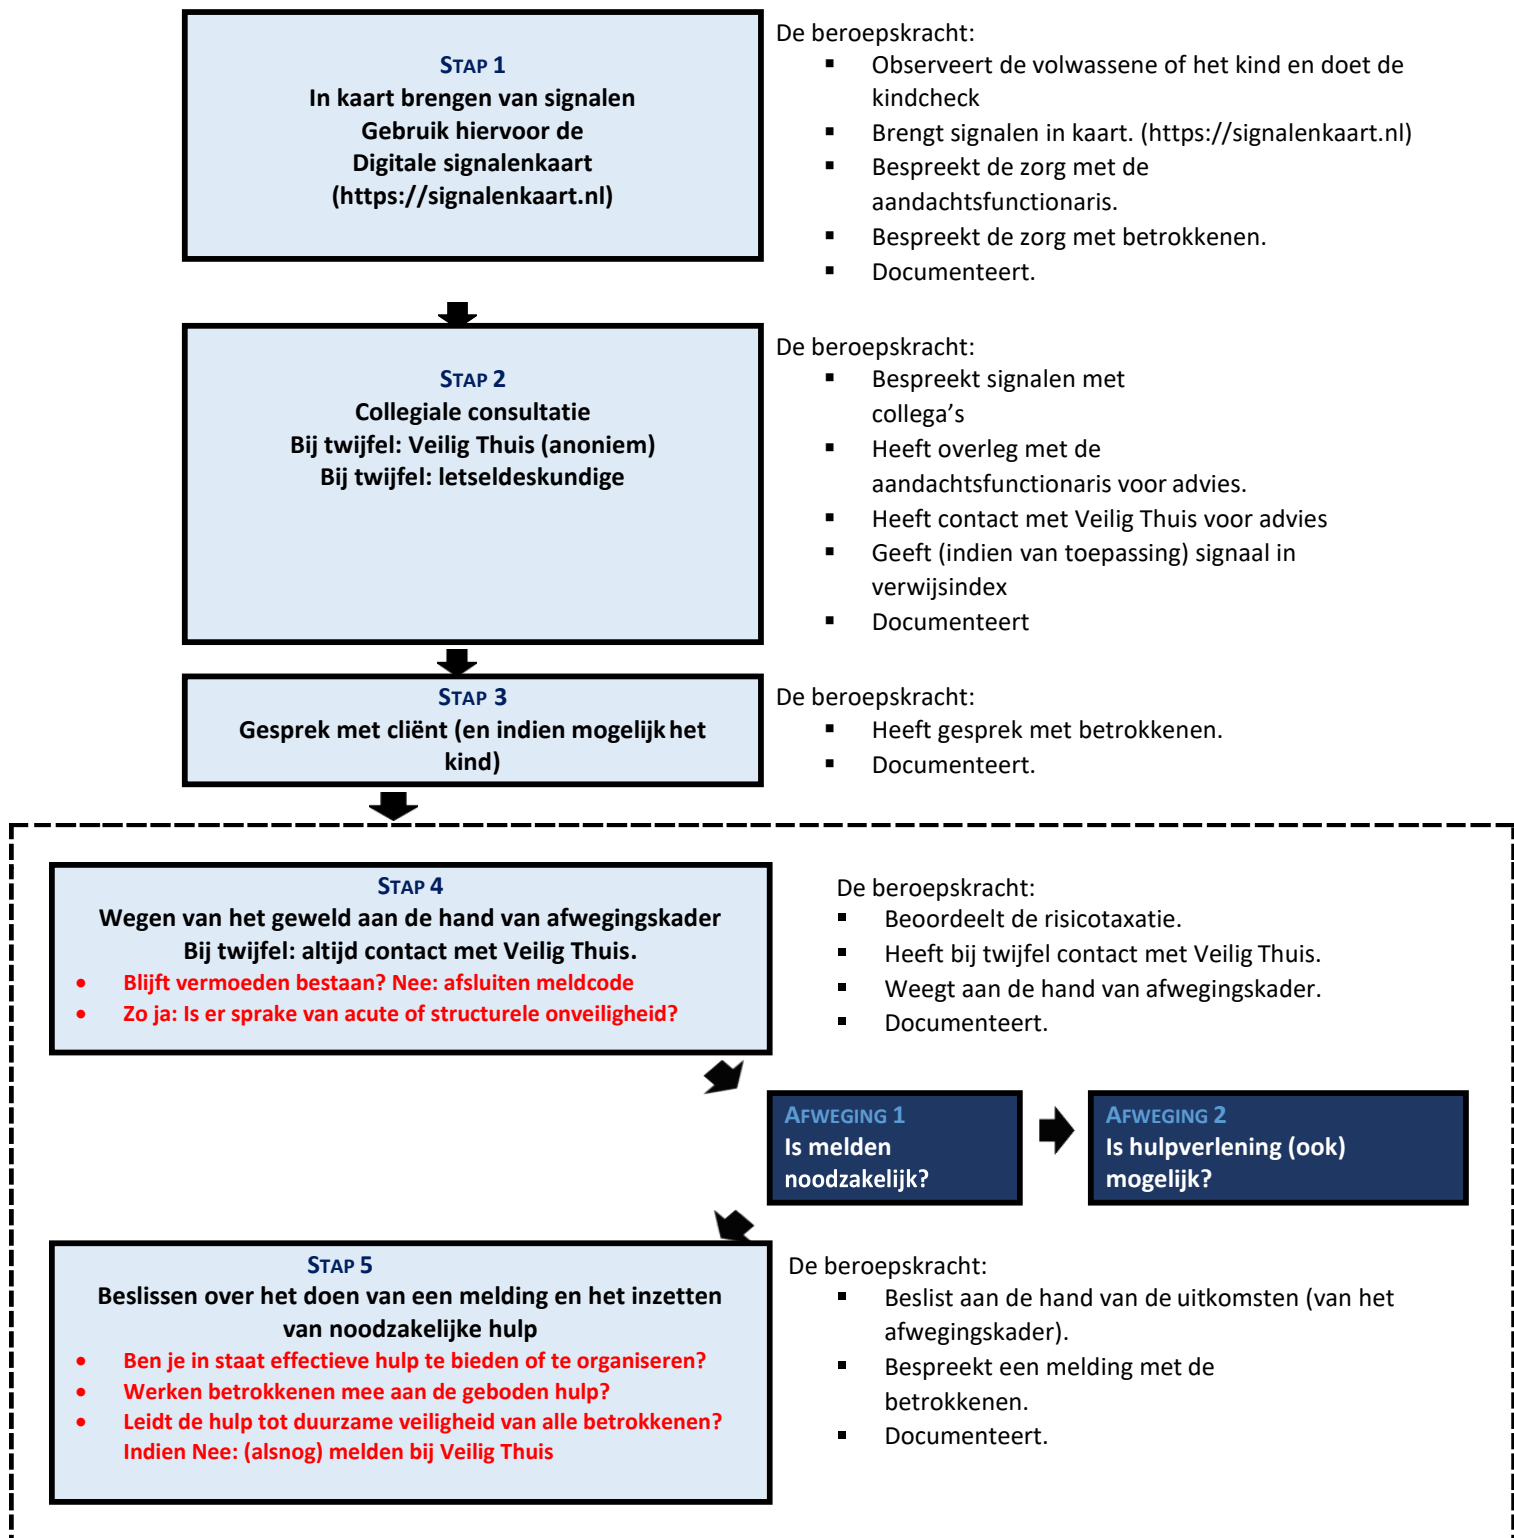 STAP 1
In kaart brengen van signalen
Gebruik hiervoor de
Digitale signalenkaart
(https://signalenkaart.nl)
De beroepskracht:
▪ Observeert de volwassene of het kind en doet de
kindcheck
▪ Brengt signalen in kaart. (https://signalenkaart.nl)
▪ Bespreekt de zorg met de
aandachtsfunctionaris.
▪ Bespreekt de zorg met betrokkenen.
▪ Documenteert.
STAP 2
Collegiale consultatie
Bij twijfel: Veilig Thuis (anoniem)
Bij twijfel: letseldeskundige
De beroepskracht:
▪ Bespreekt signalen met
collega’s
▪ Heeft overleg met de
aandachtsfunctionaris voor advies.
▪ Heeft contact met Veilig Thuis voor advies
▪ Geeft (indien van toepassing) signaal in
verwijsindex
▪ Documenteert
STAP 3
Gesprek met cliënt (en indien mogelijk het
kind)
De beroepskracht:
▪ Heeft gesprek met betrokkenen.
▪ Documenteert.
STAP 4
Wegen van het geweld aan de hand van afwegingskader
Bij twijfel: altijd contact met Veilig Thuis.
• Blijft vermoeden bestaan? Nee: afsluiten meldcode
• Zo ja: Is er sprake van acute of structurele onveiligheid?
De beroepskracht:
▪ Beoordeelt de risicotaxatie.
▪ Heeft bij twijfel contact met Veilig Thuis.
▪ Weegt aan de hand van afwegingskader.
▪ Documenteert.
AFWEGING 1
Is melden
noodzakelijk?
AFWEGING 2
Is hulpverlening (ook)
mogelijk?
STAP 5
Beslissen over het doen van een melding en het inzetten
van noodzakelijke hulp
• Ben je in staat effectieve hulp te bieden of te organiseren?
• Werken betrokkenen mee aan de geboden hulp?
• Leidt de hulp tot duurzame veiligheid van alle betrokkenen?
Indien Nee: (alsnog) melden bij Veilig Thuis
De beroepskracht:
▪ Beslist aan de hand van de uitkomsten (van het
afwegingskader).
▪ Bespreekt een melding met de
betrokkenen.
▪ Documenteert.